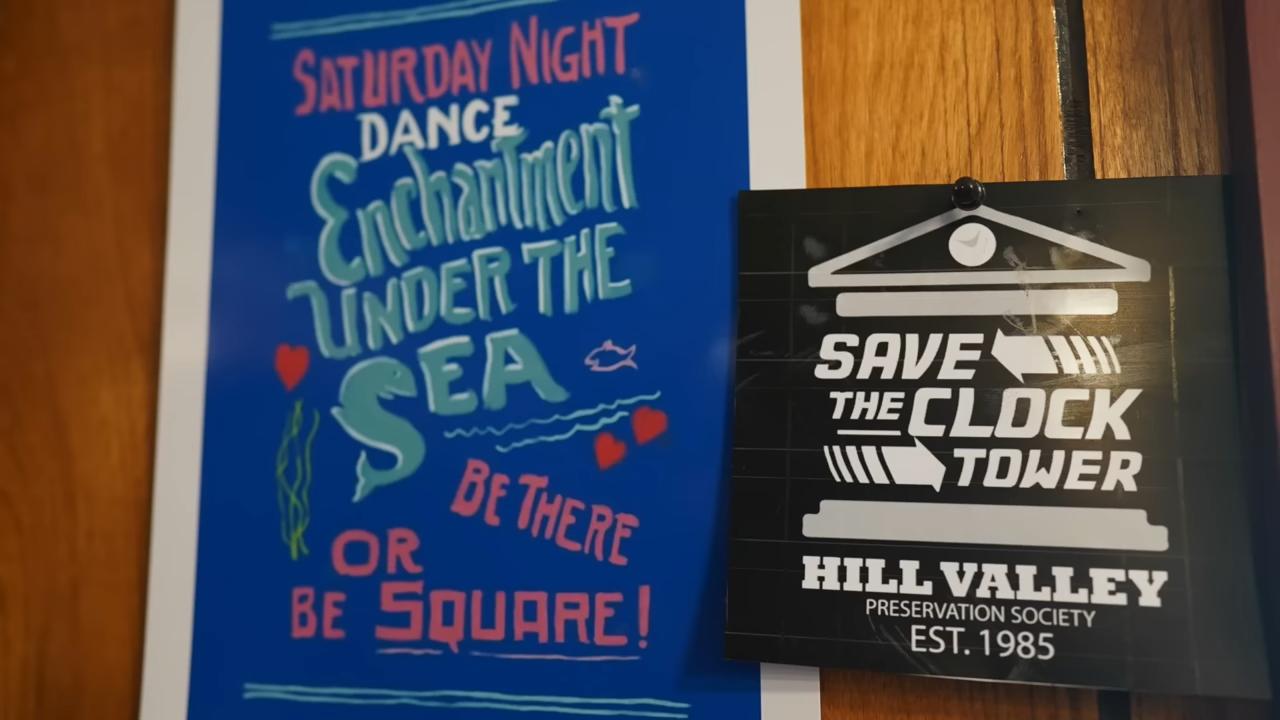 SATURDAY NIGHT
DANCE
Enchantment
UNDER THE
SEA
BE THERE
OR
BE SQUARE!
SAVE
THE CLOCK
TOWER
HILL VALLEY
PRESERVATION SOCIETY
EST. 1985